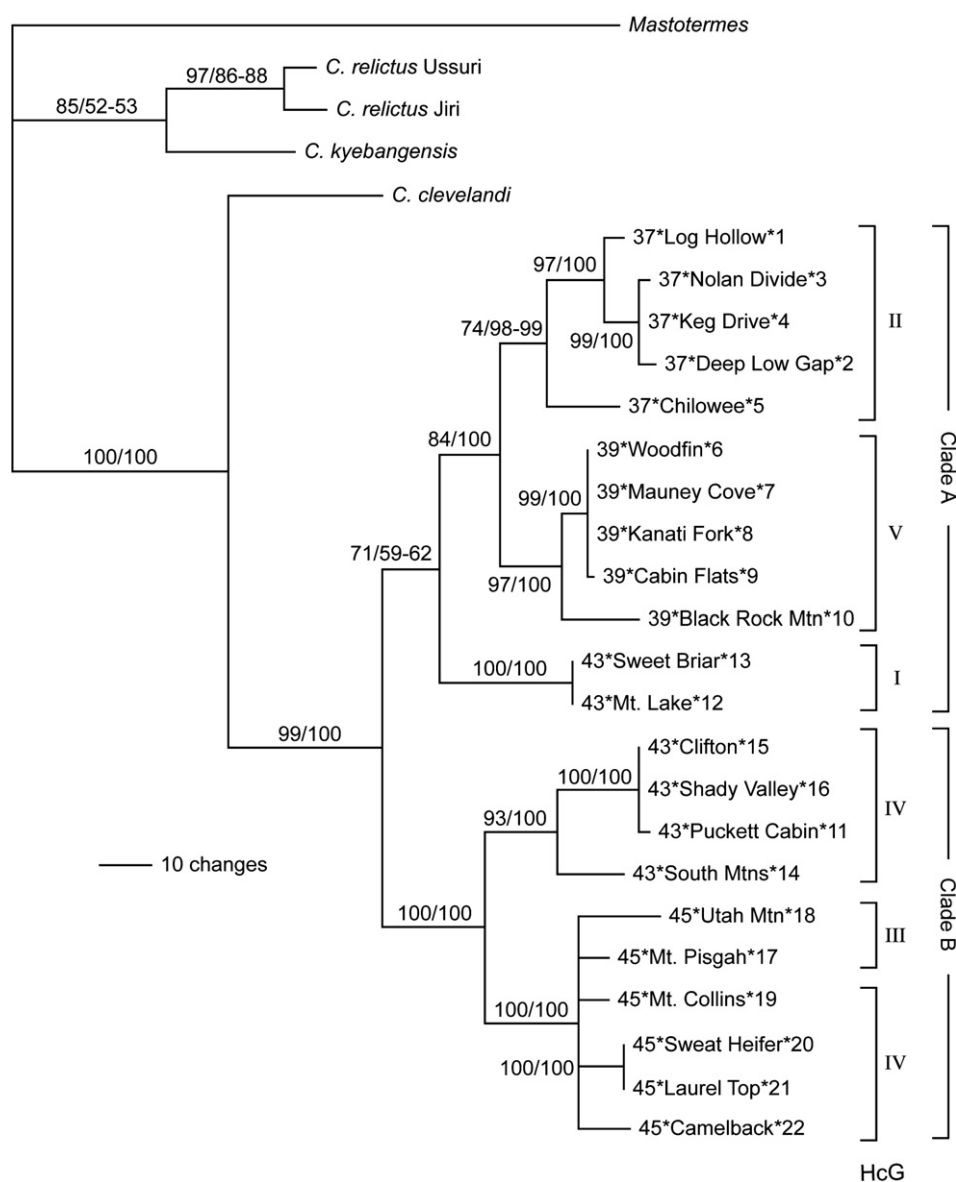 Mastotermes
C. relictus Ussuri
97/86-88
C. relictus Jiri
85/52-53
C. kyebangensis
C. clevelandi
37*Log Hollow*1
97/100
37*Nolan Divide*3
II
37*Keg Drive*4
74/98-99
99/100
37*Deep Low Gap*2
37*Chilowee*5
Clade A
84/100
39*Woodfin*6
100/100
99/100
39*Mauney Cove*7
V
39*Kanati Fork*8
71/59-62
39*Cabin Flats*9
97/100
39*Black Rock Mtn*10
100/100
43*Sweet Briar*13
I
43*Mt. Lake*12
99/100
43*Clifton*15
100/100
43*Shady Valley*16
IV
93/100
43*Puckett Cabin*11
10 changes
43*South Mtns*14
Clade B
100/100
45*Utah Mtn*18
III
45*Mt. Pisgah*17
45*Mt. Collins*19
100/100
45*Sweat Heifer*20
IV
100/100
45*Laurel Top*21
45*Camelback*22
HcG